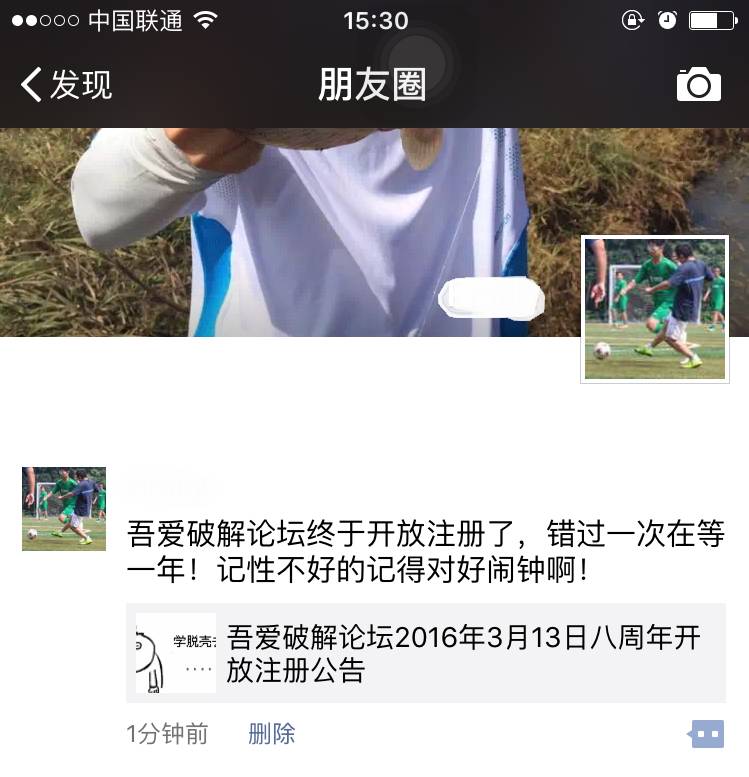 中国联通 15:30
发现 朋友圈
吾爱破解论坛终于开放注册了，错过一次在等
一年！记性不好的记得对好闹钟啊！
学脱壳
....
吾爱破解论坛2016年3月13日八周年开
放注册公告
1分钟前 删除